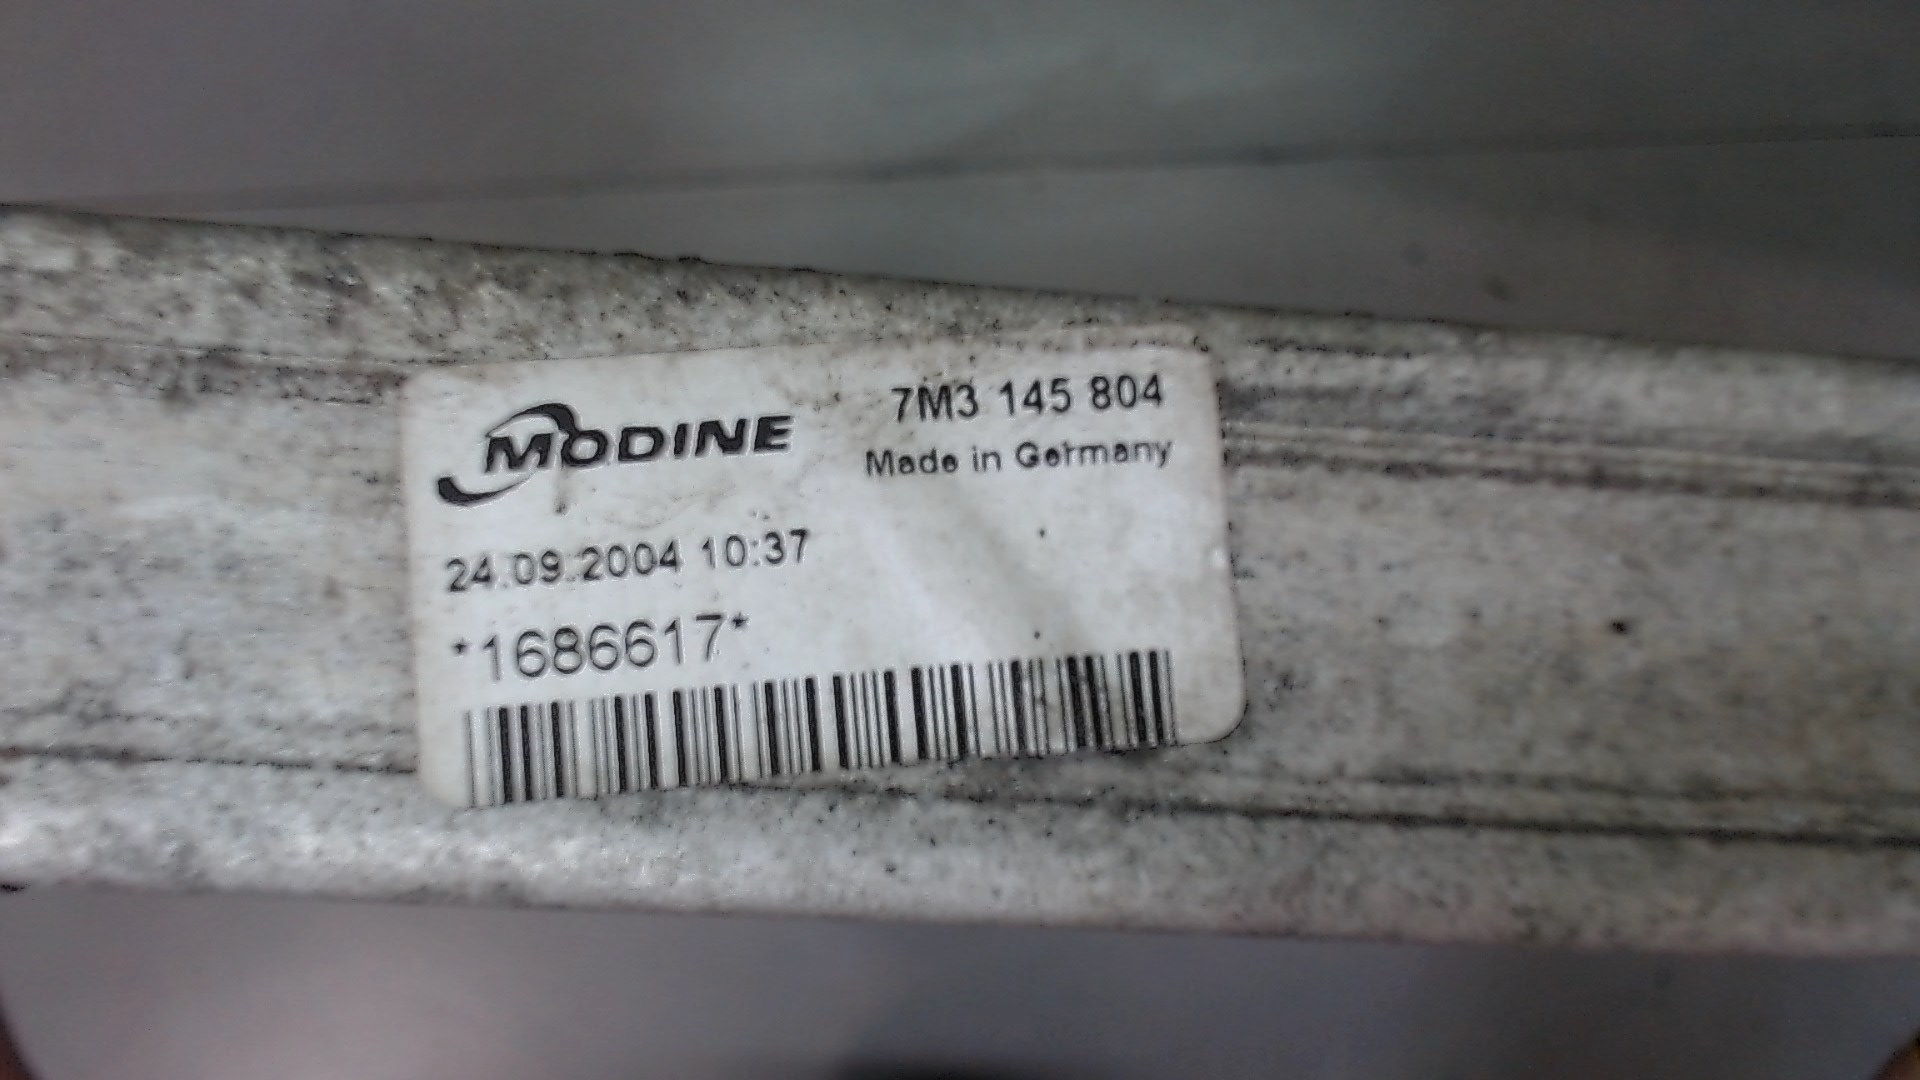 MODINE
7M3 145 804
Made in Germany
24.09.2004 10:37
*1686617*